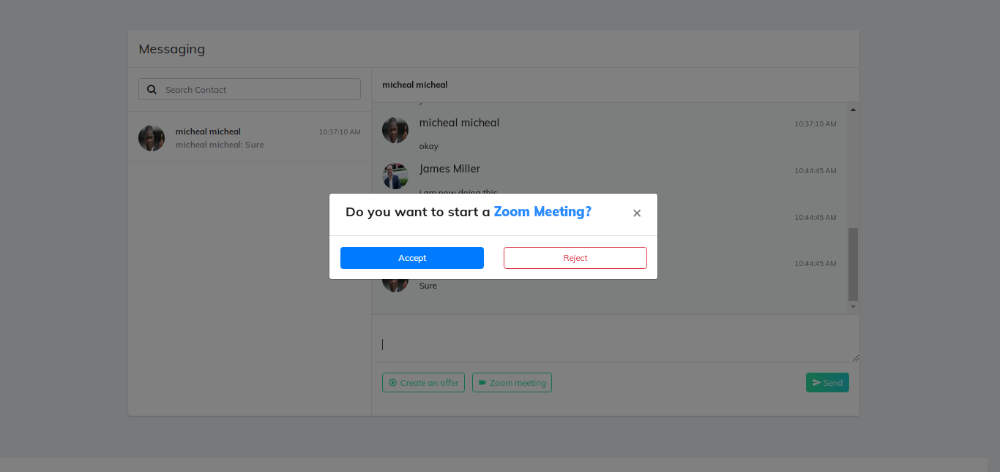 Messaging
Search Contact
micheal micheal
10:37:10 AM
micheal micheal: Sure
micheal micheal
micheal micheal
10:37:10 AM
okay
James Miller
10:44:45 AM
i am now doing this
10:44:45 AM
Do you want to start a Zoom Meeting?
×
Accept
Reject
10:44:45 AM
Sure
Create an offer
Zoom meeting
Send